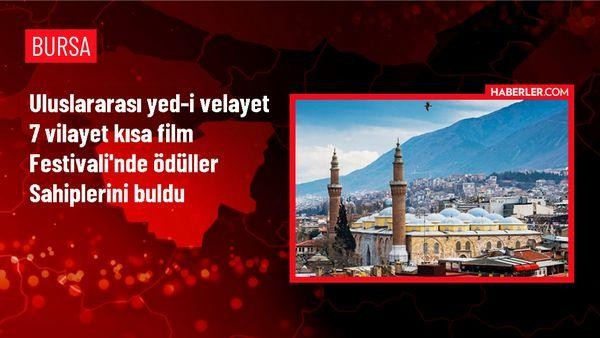 BURSA
Uluslararası yed-i velayet
7 vilayet kısa film
Festivali'nde ödüller
Sahiplerini buldu
HABERLER.COM